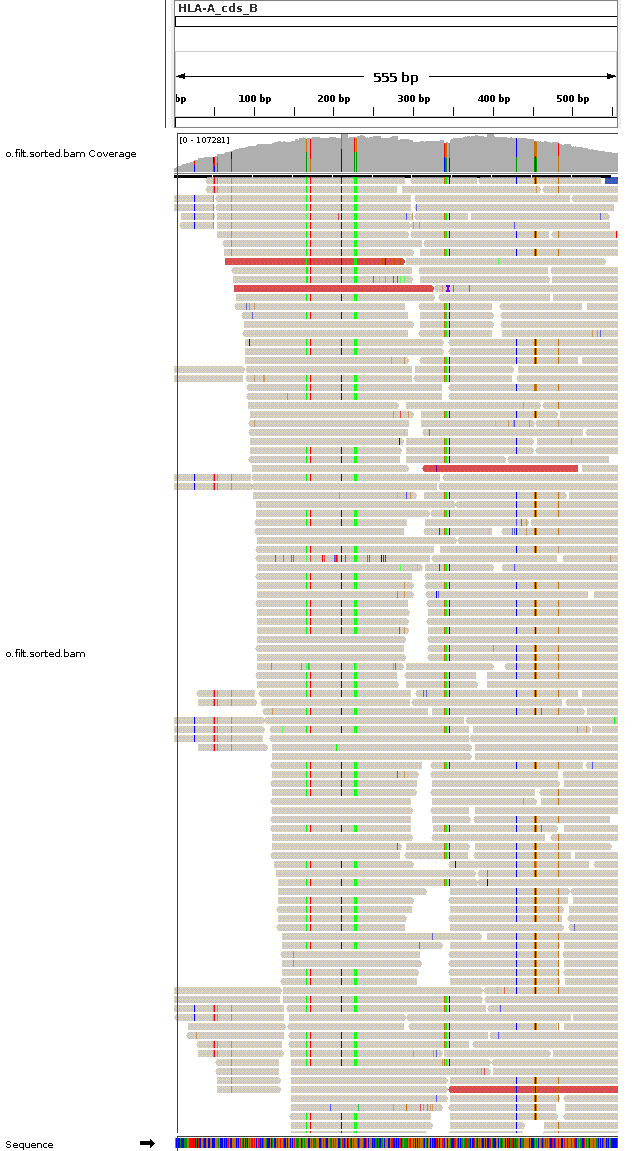 HLA-A_cds_B
555 bp
bp 100 bp 200 bp 300 bp 400 bp 500 bp
[0 - 107281]
o.filt.sorted.bam Coverage
o.filt.sorted.bam
Sequence